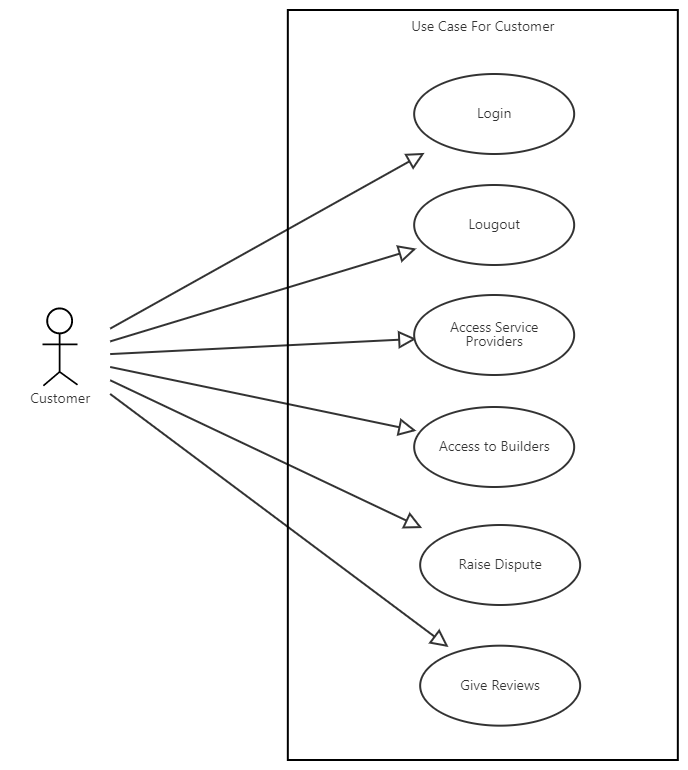 Use Case For Customer
Login
Lougout
Access Service
Providers
Customer
Access to Builders
Raise Dispute
Give Reviews